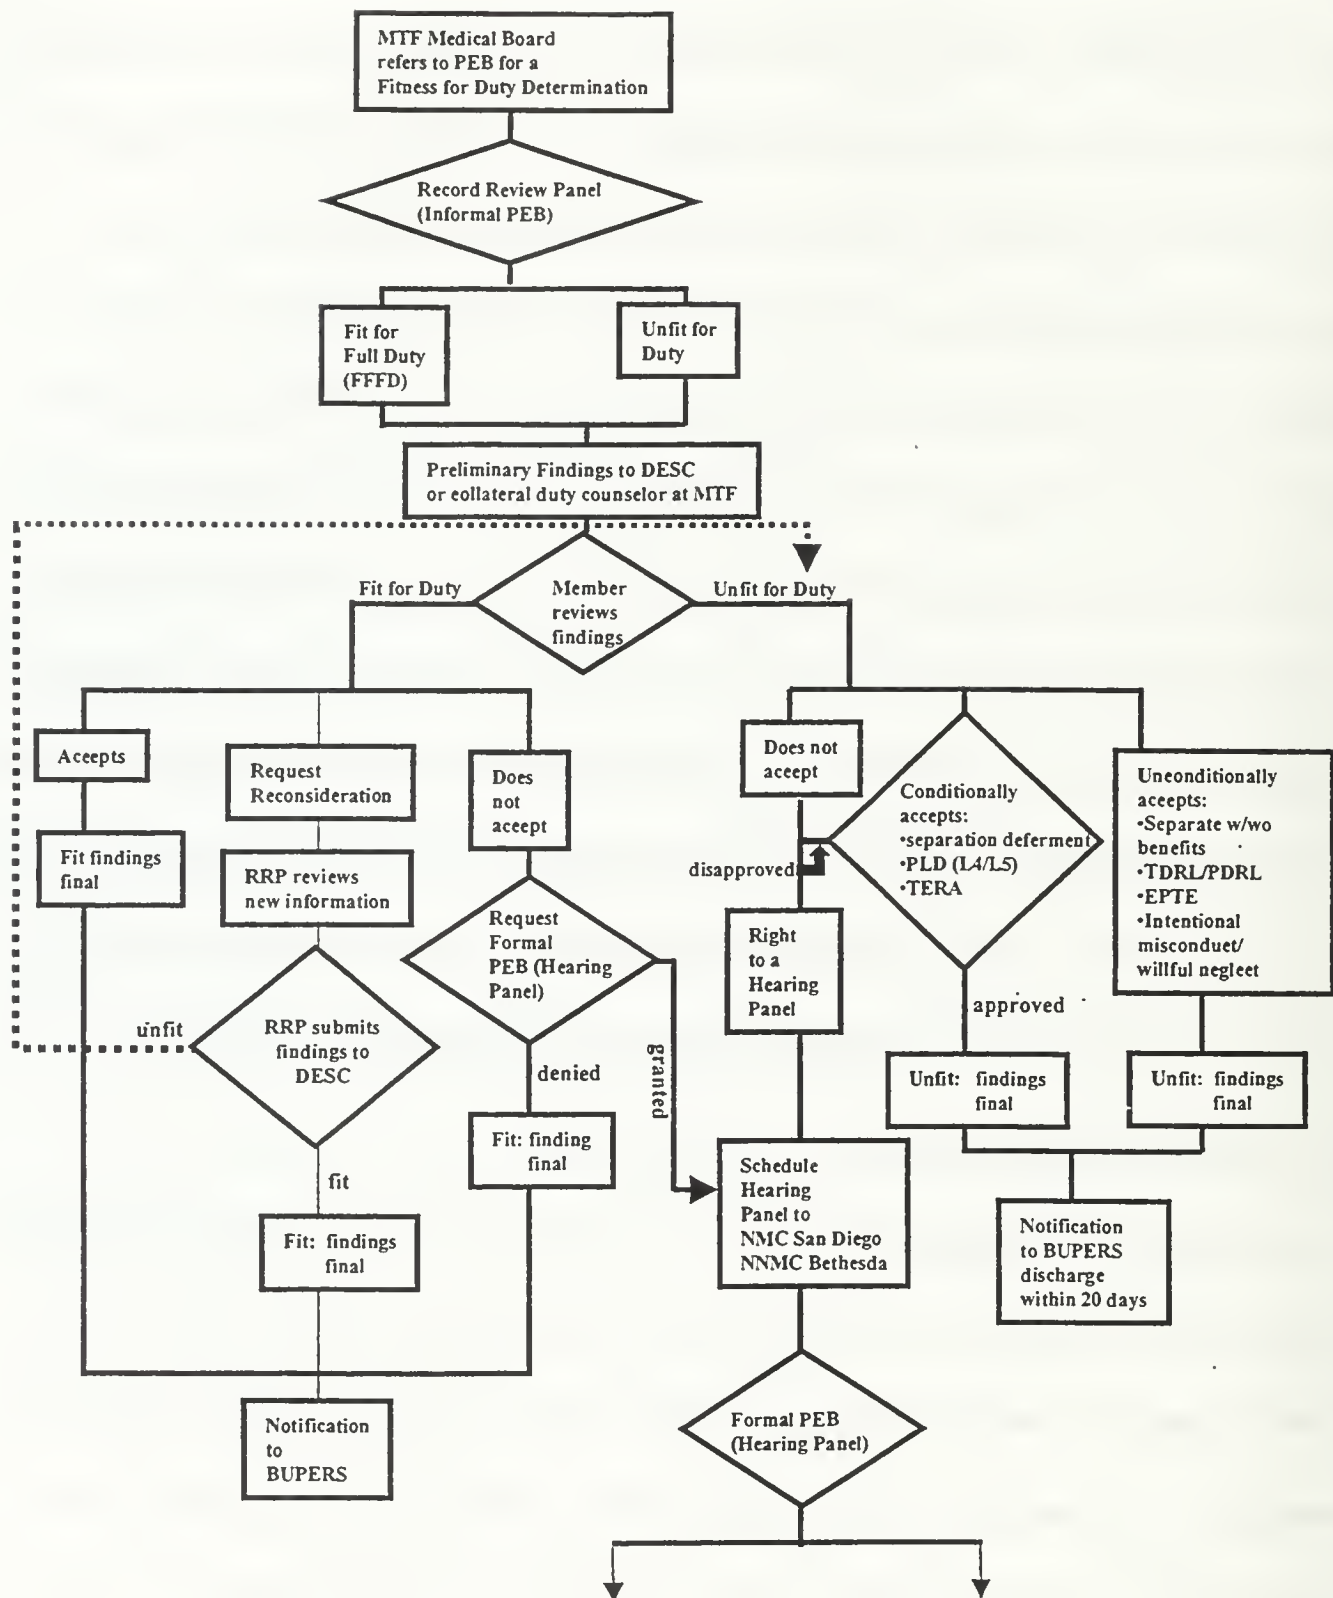 MTF Medical Board
refers to PEB for a
Fitness for Duty Determination
Record Review Panel
(Informal PEB)
Fit for
Full Duty
(FFFD)
Unfit for
Duty
Preliminary Findings to DESC
or eollateral duty counselor at MTF
Fit for Duty
Member
reviews
findings
Unfit for Duty
Aceepts
Fit findings
final
Request
Reconsideration
RRP reviews
new information
unfit
RRP submits
findings to
DESC
fit
Fit: findings
final
Does
not
aceept
Request
Formal
PEB (Hearing
Panel)
denied
granted
Fit: finding
final
Notification
to
BUPERS
Does not
aceept
disapproved
Right
to a
Hearing
Panel
Schedule
Hearing
Panel to
NMC San Diego
NNMC Bethesda
Formal PEB
(Hearing Panel)
Conditionally
accepts:
•separation deferment
•PLD (L4/L5)
•TERA
approved
Unfit: findings
final
Uneonditionally
aceepts:
•Separate w/wo
benefits
•TDRL/PDRL
•EPTE
•Intentional
misconduet/
willful negleet
Unfit: findings
final
Notification
to BUPERS
discharge
within 20 days